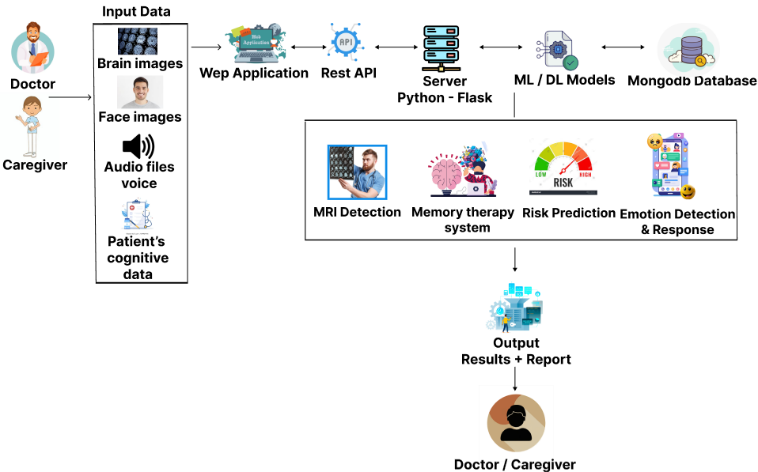 Input Data
Doctor
Caregiver
Brain images
Face images
Audio files
voice
Patient's
cognitive
data
Web
Application
Wep Application
API
Rest API
Server
Python - Flask
ML / DL Models
Mongodb Database
MRI Detection
Memory therapy
system
LOW
HIGH
RISK
Risk Prediction
Emotion Detection
& Response
Output
Results + Report
Doctor / Caregiver